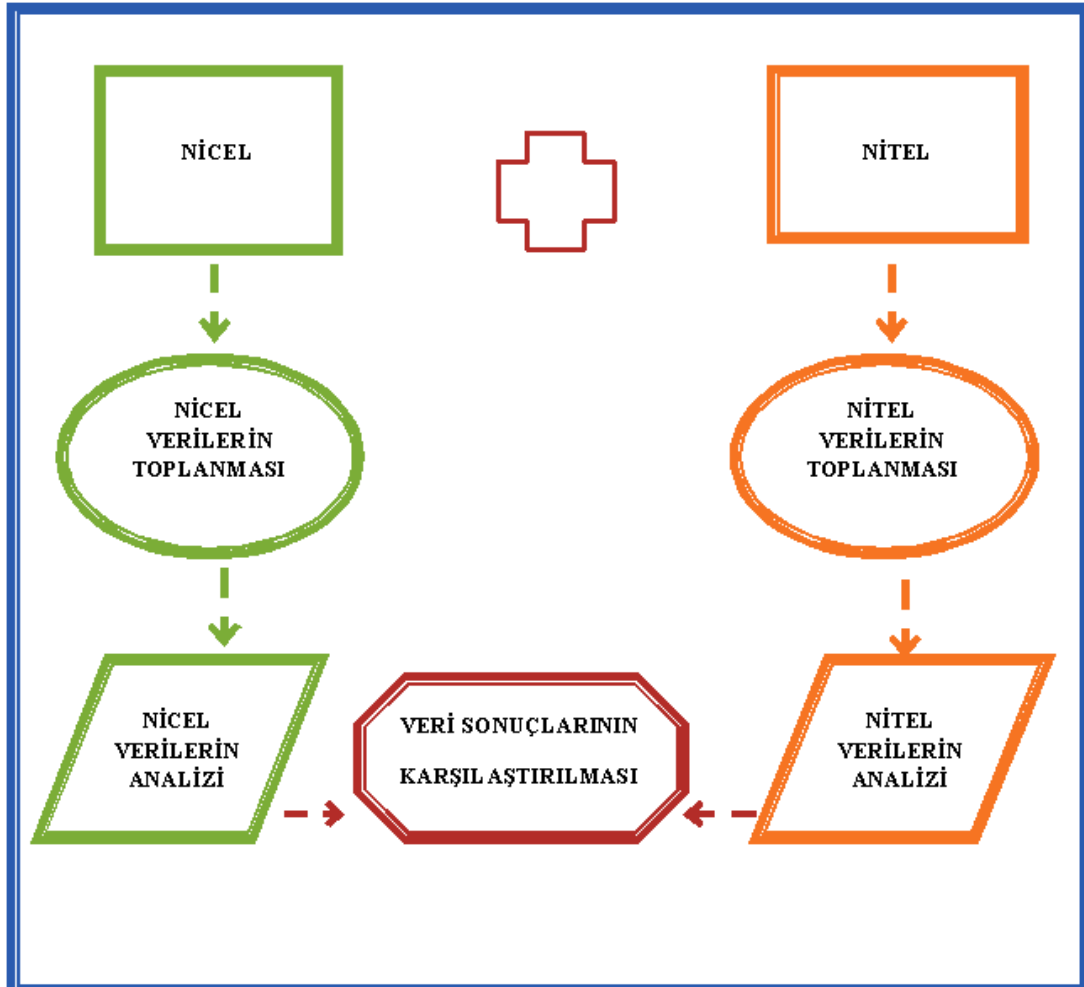 NİCEL
NİTEL
NİCEL
VERİLERİN
TOPLANMASI
NİTEL
VERİLERİN
TOPLANMASI
NİCEL
VERİLERİN
ANALİZİ
VERİ SONUÇLARININ
KARŞILAŞTIRILMASI
NİTEL
VERİLERİN
ANALİZİ